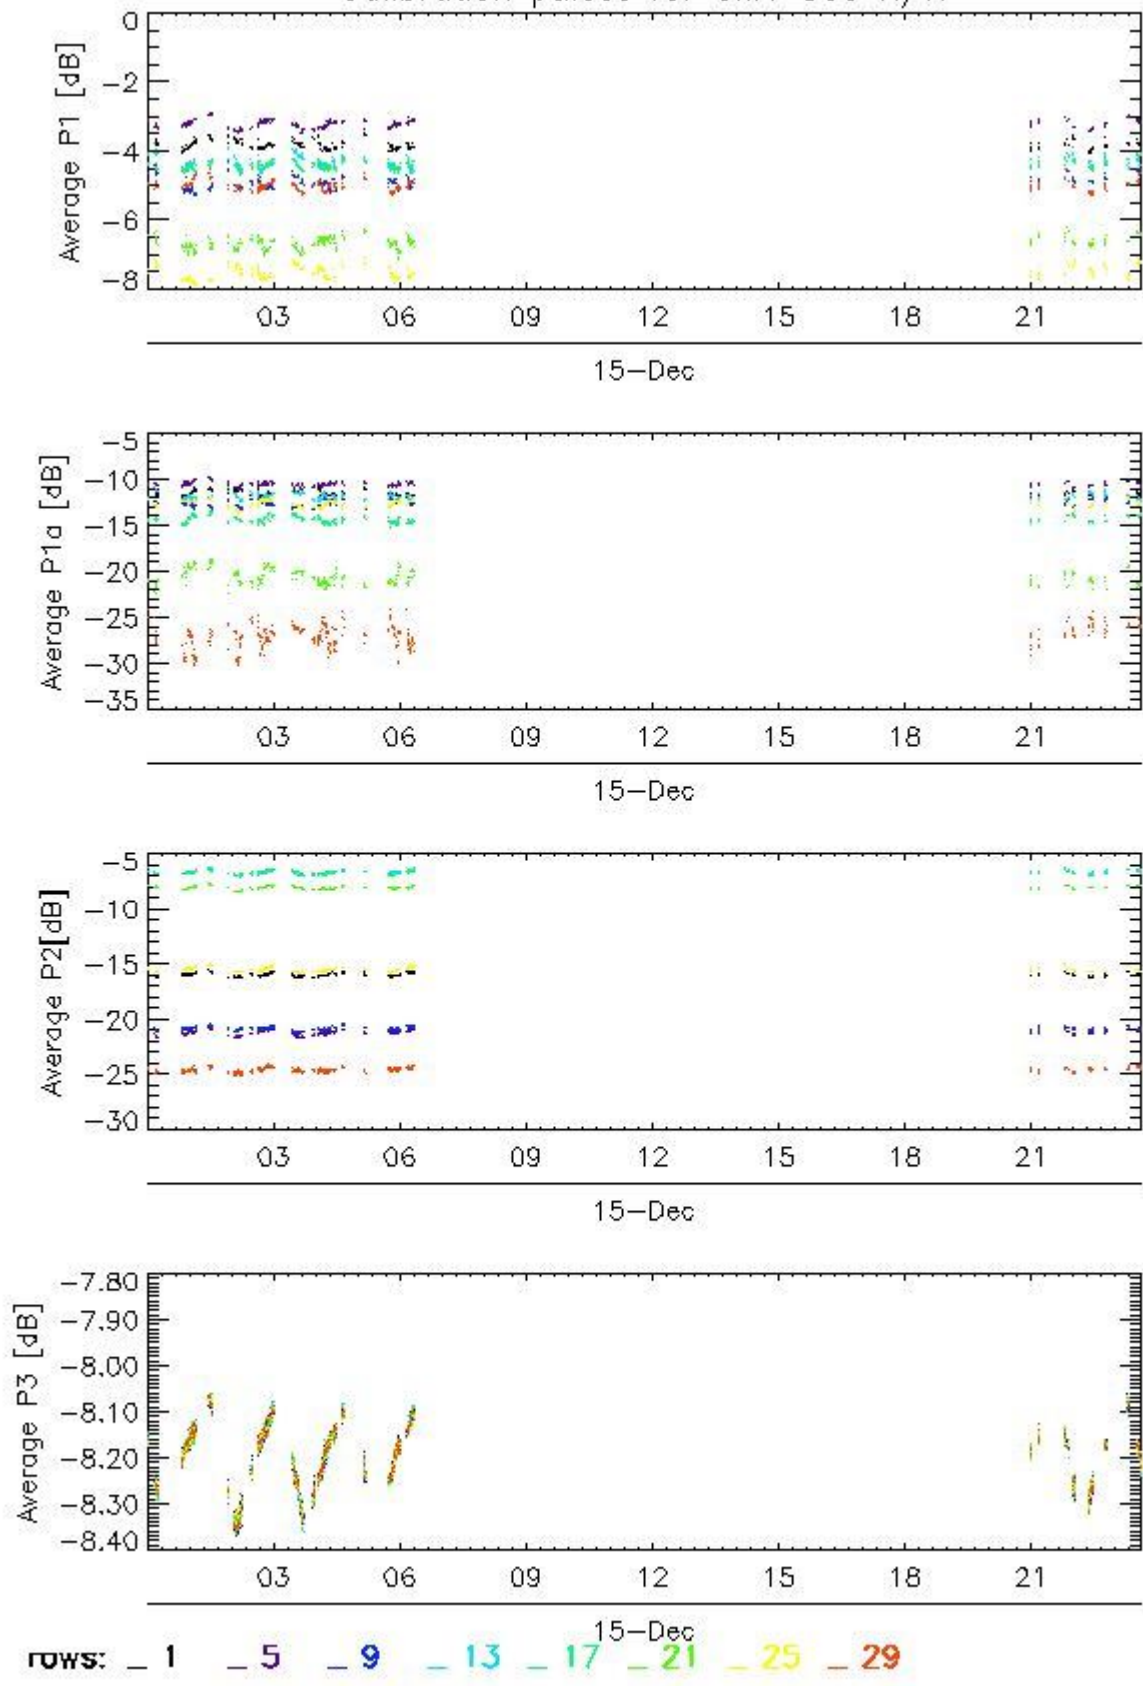 0
−2
−4
−6
−8
Average P1 [dB]
03 06 09 12 15 18 21
15−Dec
−5
−10
−15
−20
−25
−30
−35
Average P1a [dB]
03 06 09 12 15 18 21
15−Dec
−5
−10
−15
−20
−25
−30
Average P2[dB]
03 06 09 12 15 18 21
15−Dec
−7.80
−7.90
−8.00
−8.10
−8.20
−8.30
−8.40
Average P3 [dB]
03 06 09 12 15 18 21
15−Dec
rows: _ 1 _ 5 _ 9 _ 13 _ 17 _ 21 _ 25 _ 29